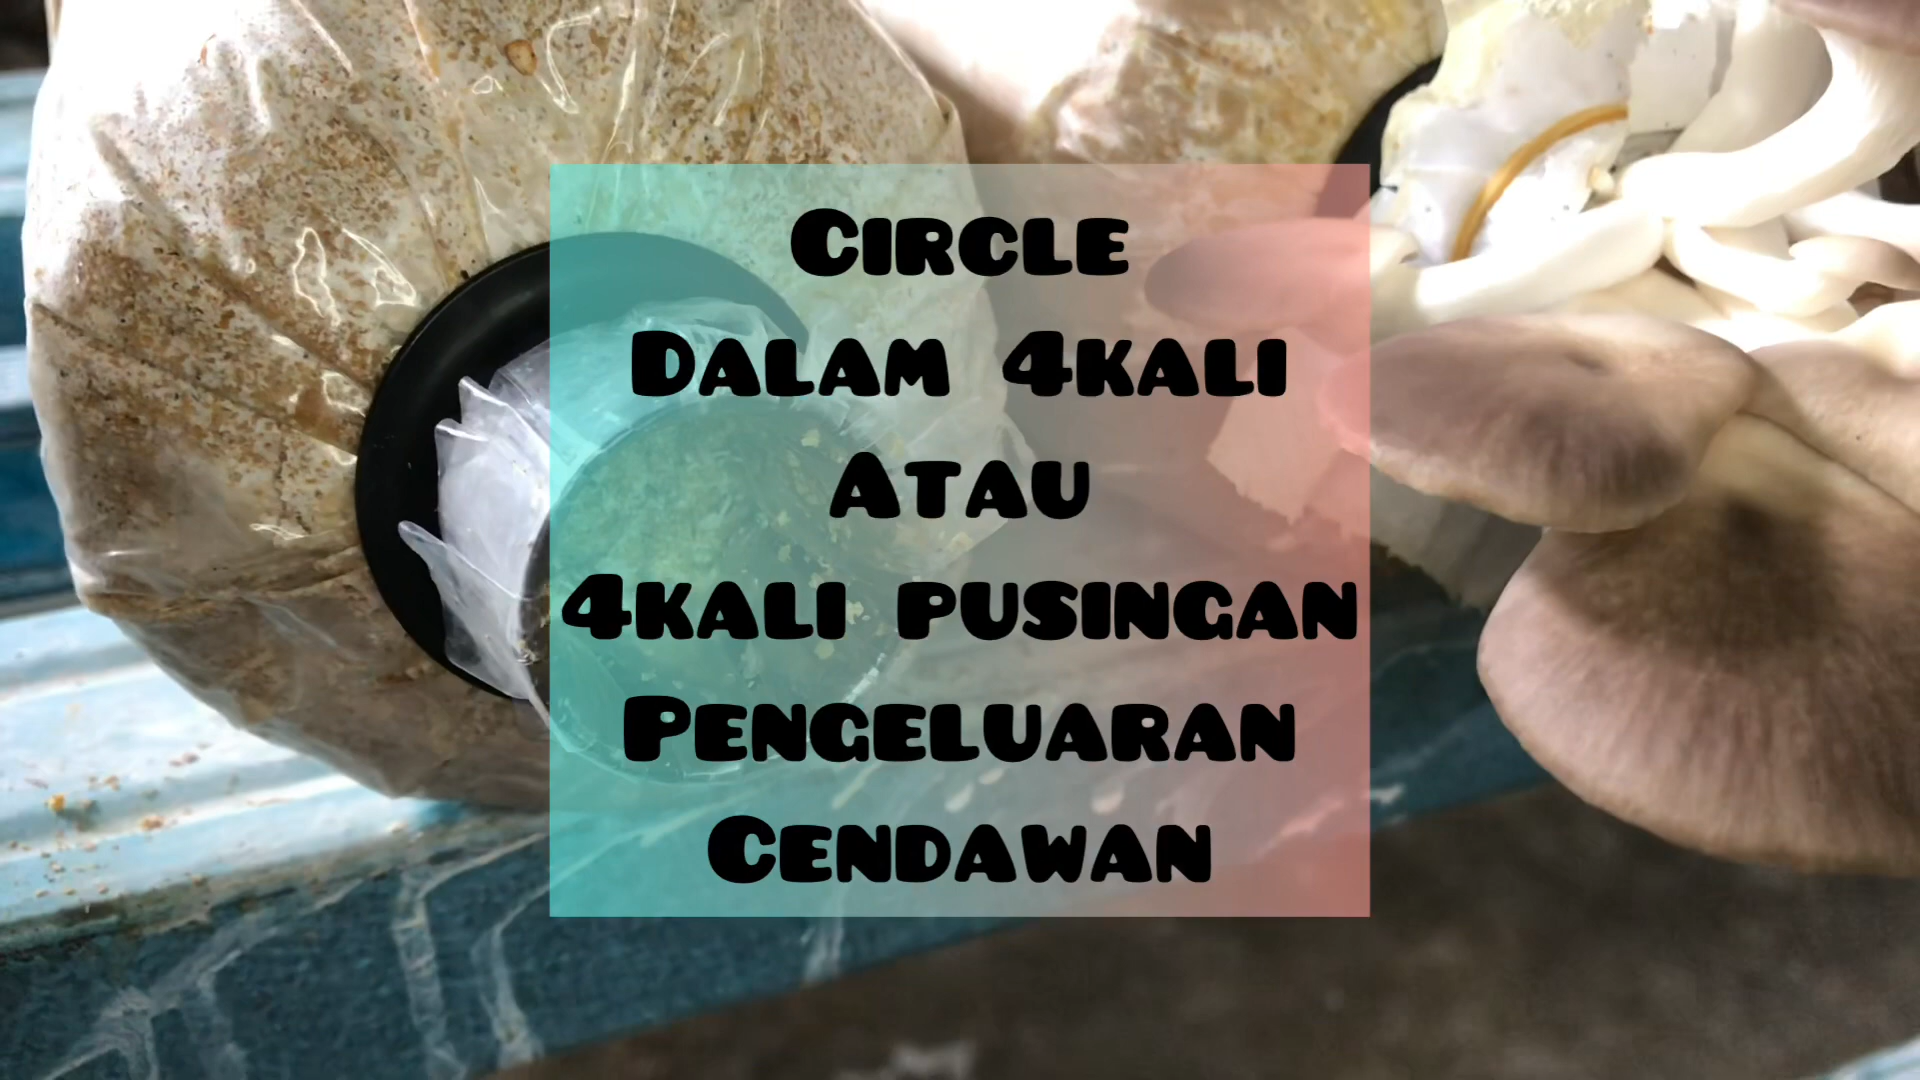 Circle
Dalam 4kali
Atau
4kali pusingan
Pengeluaran
Cendawan